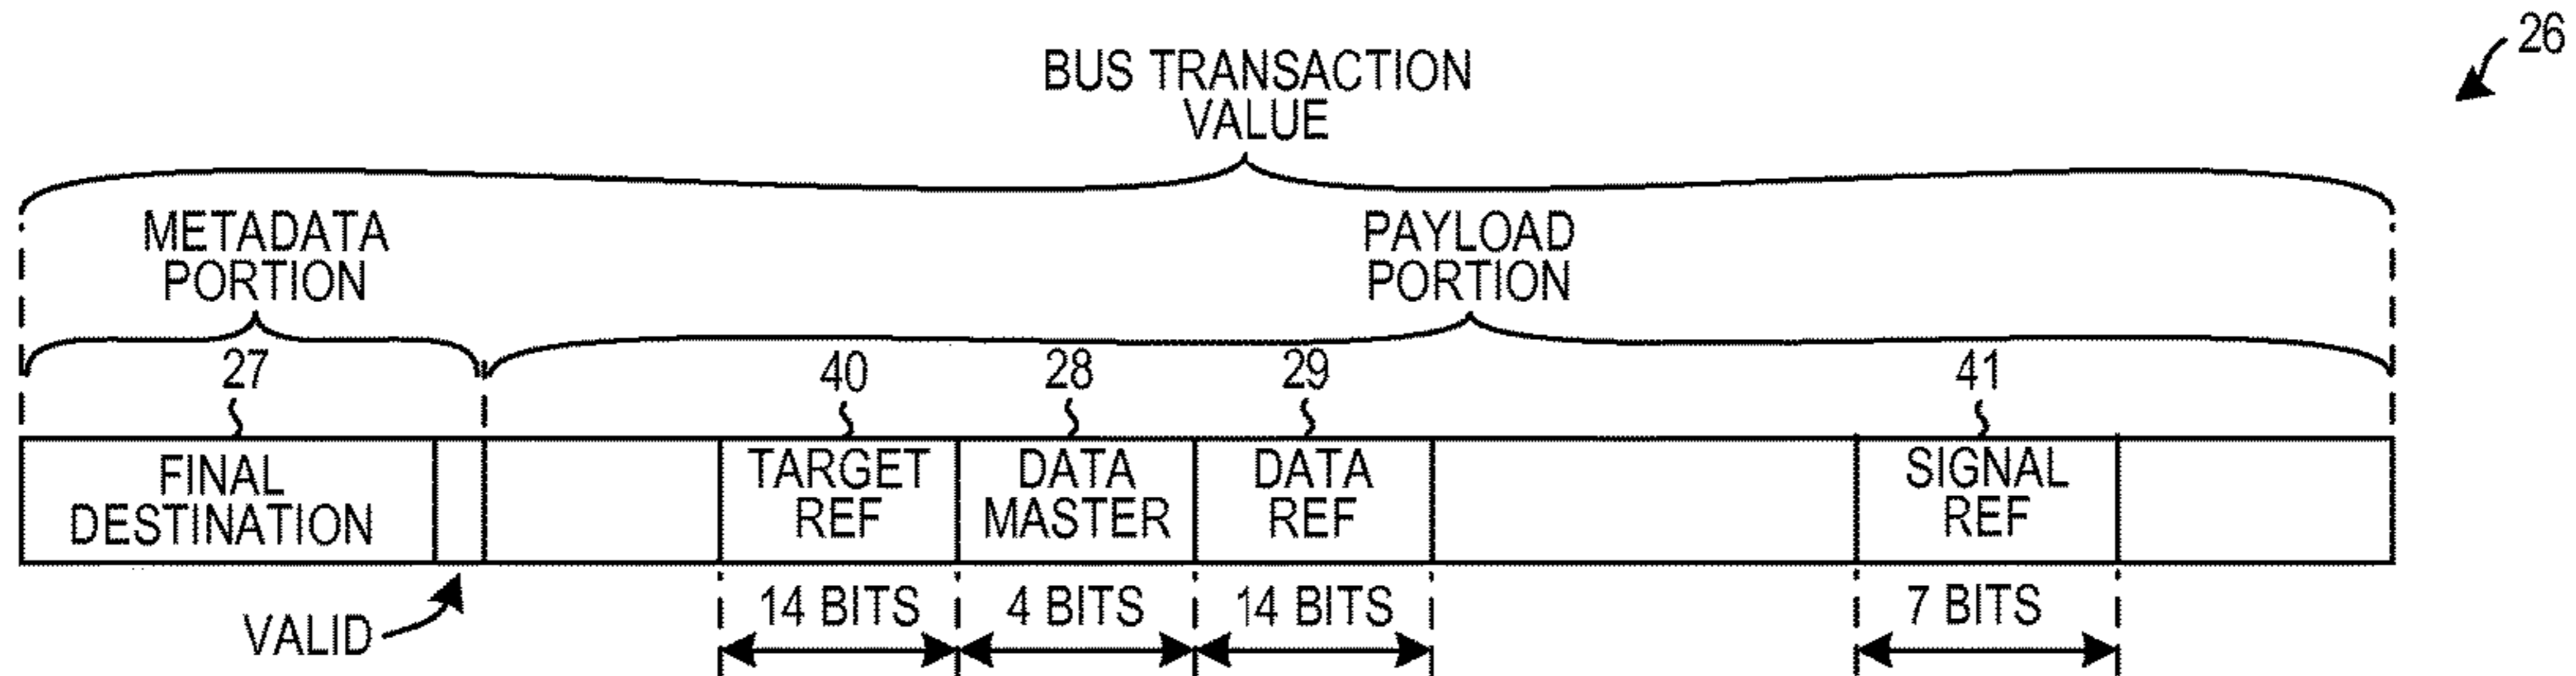 26
BUS TRANSACTION
VALUE
METADATA
PORTION
PAYLOAD
PORTION
27
40
28
29
41
FINAL
DESTINATION
TARGET
REF
DATA
MASTER
DATA
REF
SIGNAL
REF
VALID
14 BITS
4 BITS
14 BITS
7 BITS